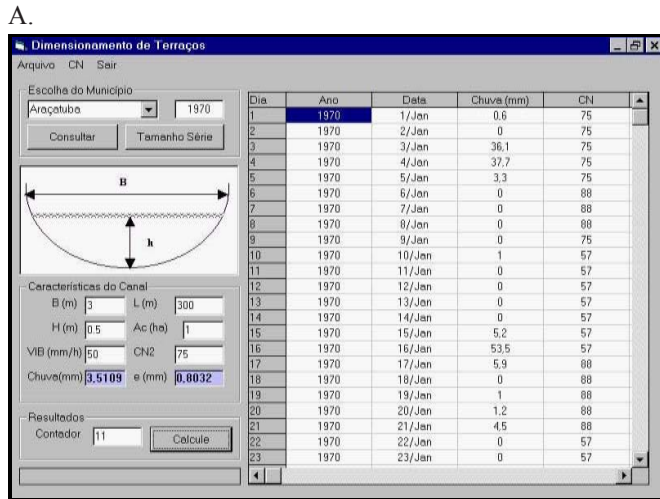 A.
Dimensionamento de Terraços
Arquivo CN Sair
Escolha do Município
Araçatuba 1970
Consultar Tamanho Série
B
h
Características do Canal
B (m) 3 L (m) 300
H (m) 0.5 Ac (ha) 1
VIB (mm/h) 50 CN2 75
Chuva(mm) 3,5109 e (mm) 0,8032
Resultados
Contador 11 Calcule
Dia Ano Data Chuva (mm) CN
1 1970 1/Jan 0,6 75
2 1970 2/Jan 0 75
3 1970 3/Jan 36,1 75
4 1970 4/Jan 37,7 75
5 1970 5/Jan 3,3 75
6 1970 6/Jan 0 88
7 1970 7/Jan 0 88
8 1970 8/Jan 0 88
9 1970 9/Jan 0 75
10 1970 10/Jan 1 57
11 1970 11/Jan 0 57
12 1970 12/Jan 0 57
13 1970 13/Jan 0 57
14 1970 14/Jan 0 57
15 1970 15/Jan 5,2 57
16 1970 16/Jan 53,5 57
17 1970 17/Jan 5,9 88
18 1970 18/Jan 0 88
19 1970 19/Jan 1 88
20 1970 20/Jan 1,2 88
21 1970 21/Jan 4,5 88
22 1970 22/Jan 0 57
23 1970 23/Jan 0 57